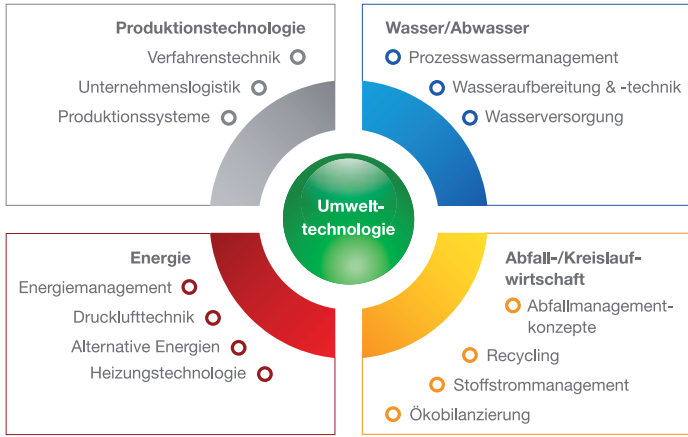 Produktionstechnologie
Verfahrenstechnik
Unternehmenslogistik
Produktionssysteme
Wasser/Abwasser
Prozesswassermanagement
Wasseraufbereitung & -technik
Wasserversorgung
Umwelt-
technologie
Energie
Energiemanagement
Drucklufttechnik
Alternative Energien
Heizungstechnologie
Abfall-/Kreislauf-
wirtschaft
Abfallmanagement-
konzepte
Recycling
Stoffstrommanagement
Ökobilanzierung